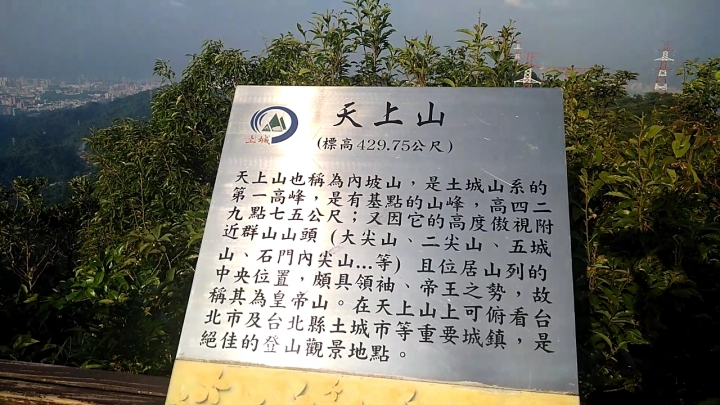 天上山
土城
(標高429.75公尺)
天上山也稱為內坡山，是土城山系的
第一高峰，是有基點的山峰，高四二
九點七五公尺；又因它的高度傲視附
近群山山頭 (大尖山、二尖山、五城
山、石門內尖山...等) 且位居山列的
中央位置，頗具領袖、帝王之勢，故
稱其為皇帝山。在天上山上可俯看台
北市及台北縣土城市等重要城鎮，是
絕佳的登山觀景地點。